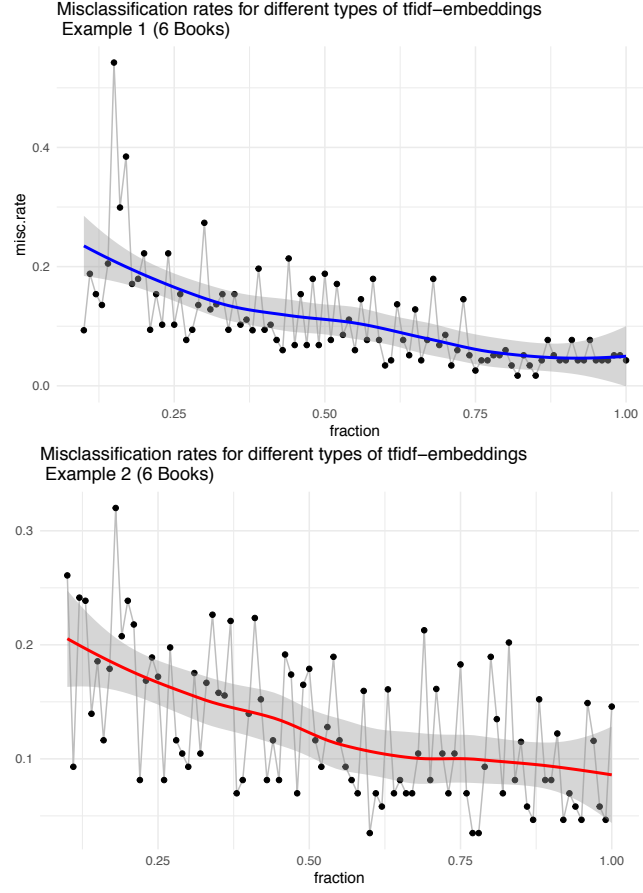 Misclassification rates for different types of tfidf−embeddings
Example 1 (6 Books)
0.4
0.2
0.0
misc.rate
0.25
0.50
0.75
1.00
fraction
Misclassification rates for different types of tfidf−embeddings
Example 2 (6 Books)
0.3
0.2
0.1
0.25
0.50
0.75
1.00
fraction